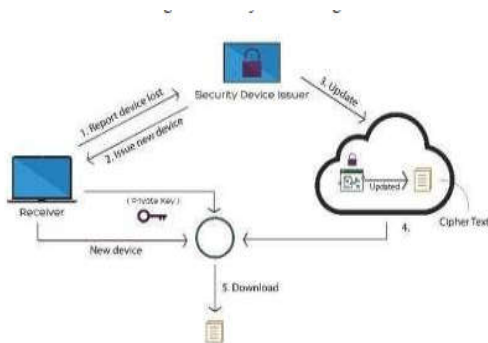 Security Device Issuer
1. Report device lost
2. Issue new device
3. Update
Updated
Receiver
( Private Key )
New device
4.
Cipher Text
5. Download